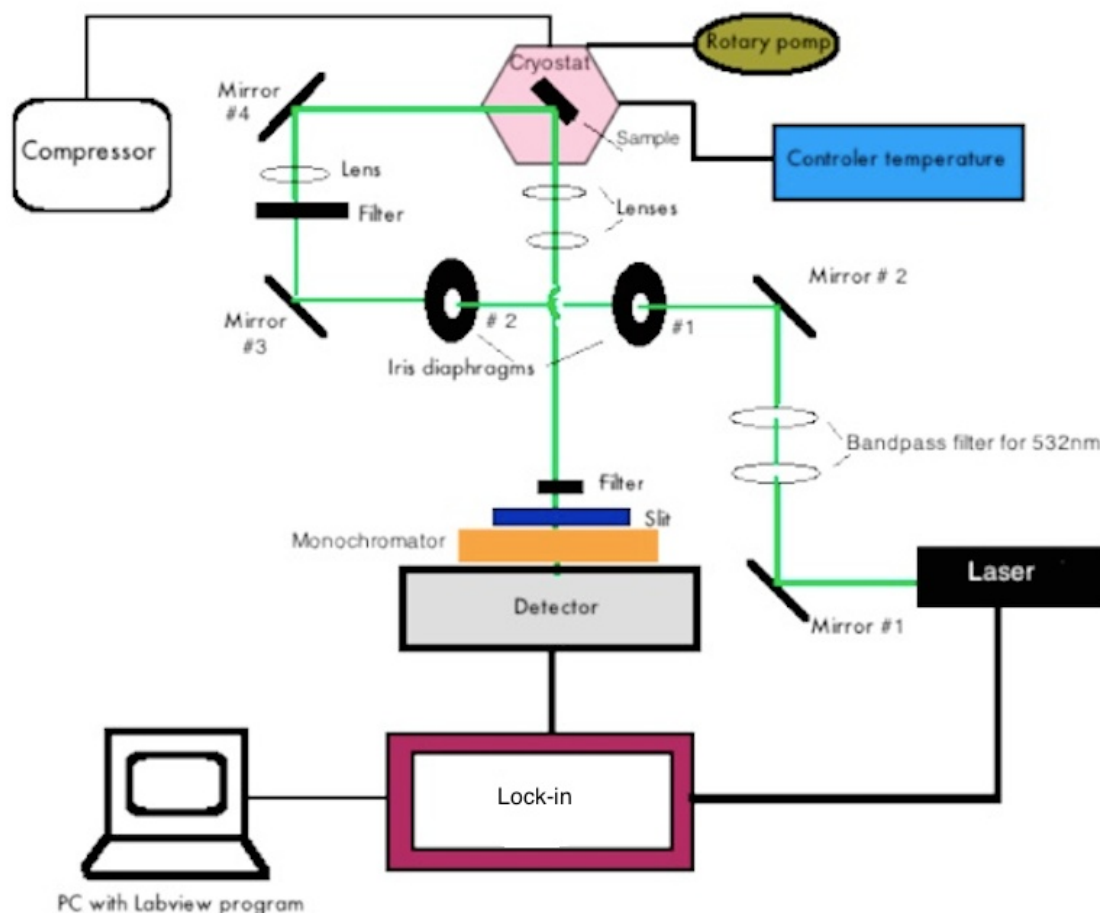 Rotary pomp
Cryostat
Mirror
#4
Compressor
Sample
Controler temperature
Lens
Filter
Lenses
Mirror # 2
Mirror
#3
# 2
#1
Iris diaphragms
Bandpass filter for 532nm
Filter
Slit
Monochromator
Laser
Detector
Mirror #1
Lock-in
PC with Labview program